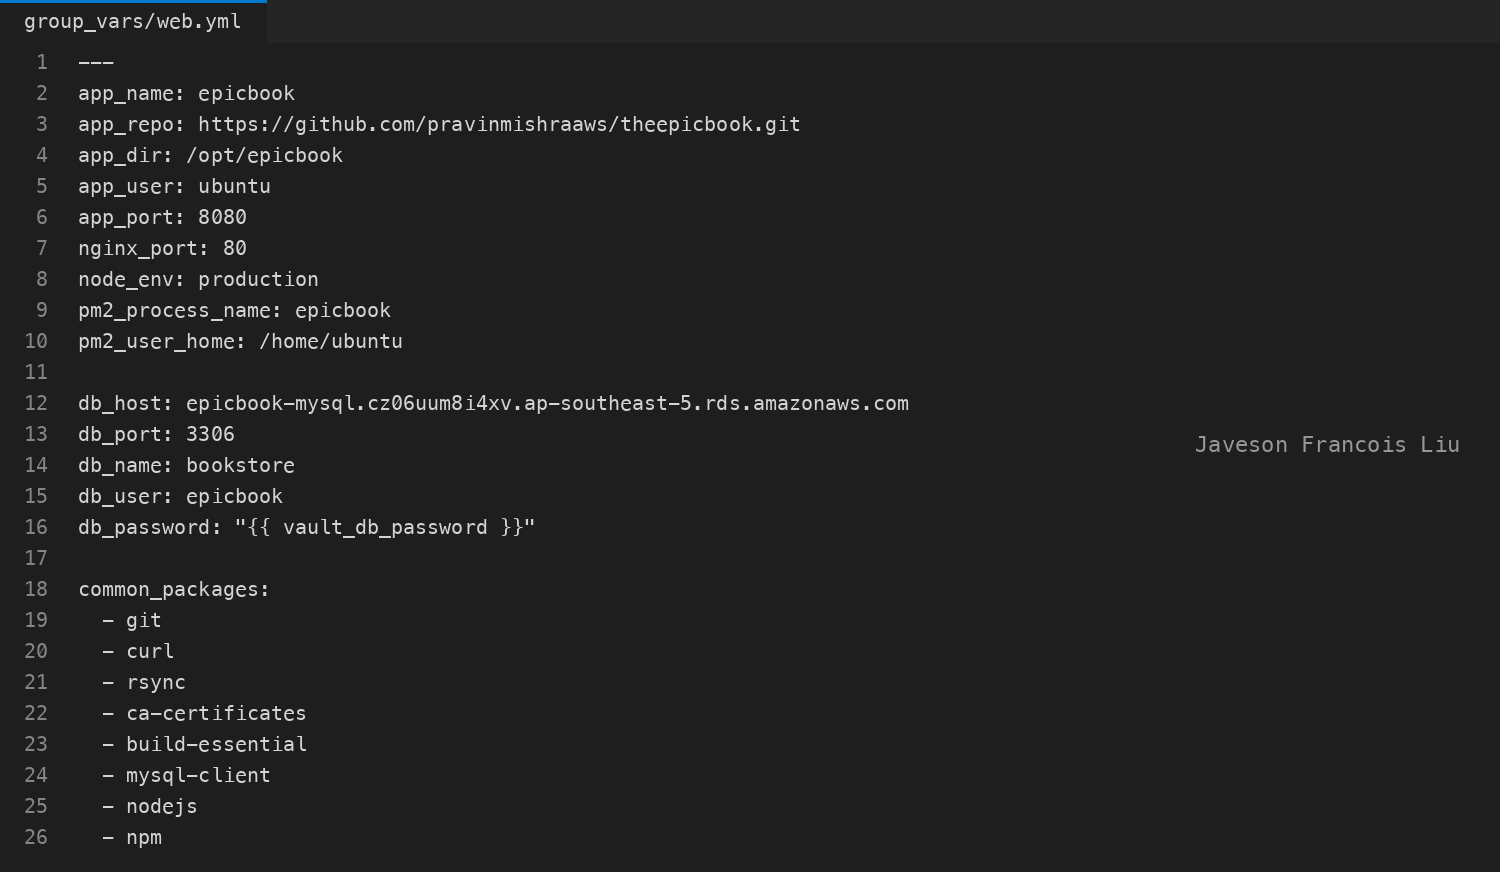 group_vars/web.yml
1 ---
2 app_name: epicbook
3 app_repo: https://github.com/pravinmishraaws/theepicbook.git
4 app_dir: /opt/epicbook
5 app_user: ubuntu
6 app_port: 8080
7 nginx_port: 80
8 node_env: production
9 pm2_process_name: epicbook
10 pm2_user_home: /home/ubuntu
11
12 db_host: epicbook-mysql.cz06uum8i4xv.ap-southeast-5.rds.amazonaws.com
13 db_port: 3306
Javeson Francois Liu
14 db_name: bookstore
15 db_user: epicbook
16 db_password: "{{ vault_db_password }}"
17
18 common_packages:
19   - git
20   - curl
21   - rsync
22   - ca-certificates
23   - build-essential
24   - mysql-client
25   - nodejs
26   - npm